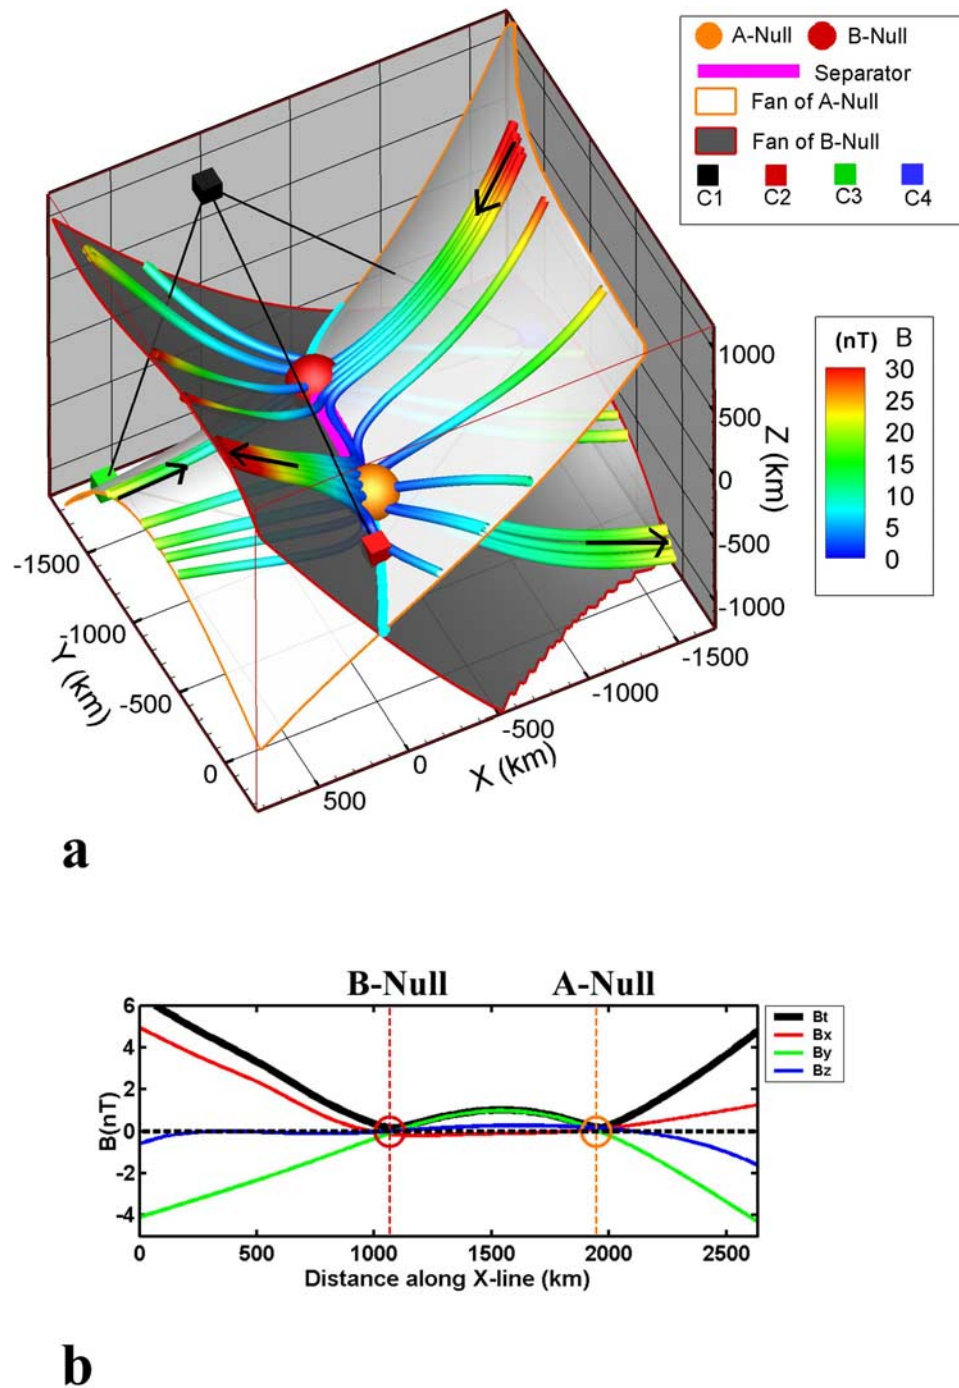 A-Null B-Null
Separator
Fan of A-Null
Fan of B-Null
C1 C2 C3 C4
(nT) B
30
25
20
15
10
5
0
1000
500
0
-500
-1000
Z (km)
-1500
-1000
-500
0
Y (km)
500
0
-500
-1000
-1500
X (km)
a
B-Null A-Null
6
4
2
0
-2
-4
B(nT)
0 500 1000 1500 2000 2500
Distance along X-line (km)
Bt
Bx
By
Bz
b